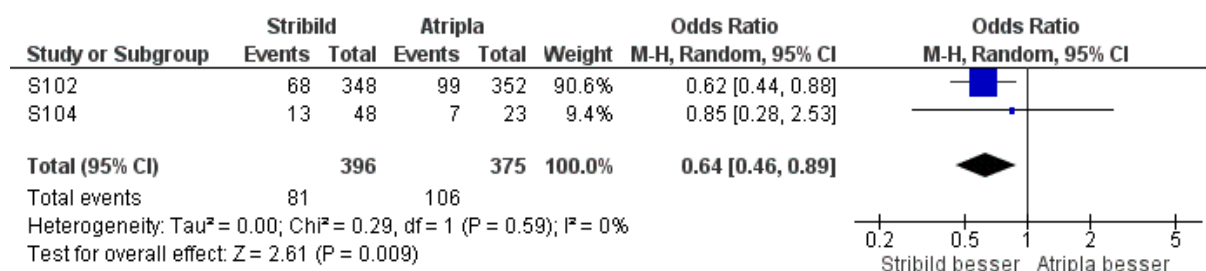 Stribild Atripla Odds Ratio Odds Ratio
Study or Subgroup Events Total Events Total Weight M-H, Random, 95% CI M-H, Random, 95% CI
S102 68 348 99 352 90.6% 0.62 [0.44, 0.88]
S104 13 48 7 23 9.4% 0.85 [0.28, 2.53]
Total (95% CI) 396 375 100.0% 0.64 [0.46, 0.89]
Total events 81 106
Heterogeneity: Tau² = 0.00; Chi² = 0.29, df = 1 (P = 0.59); I² = 0%
Test for overall effect: Z = 2.61 (P = 0.009)
0.2 0.5 1 2 5
Stribild besser Atripla besser